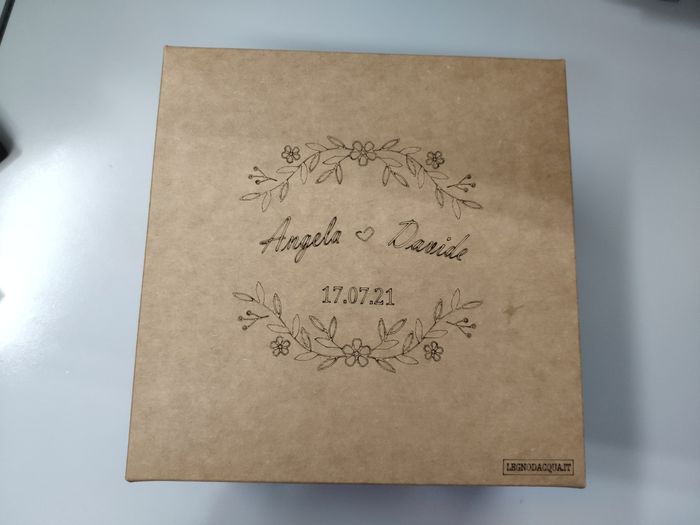 Angela ♡ Davide
17.07.21
LEGNODACQUA.IT